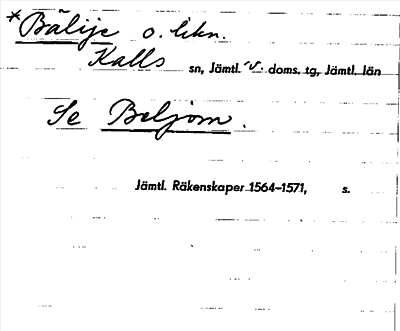 *Bälije o. likn.
Kalls sn, Jämtl. v. doms. tg, Jämtl. län
Se Beljom.
Jämtl. Räkenskaper 1564–1571, s.